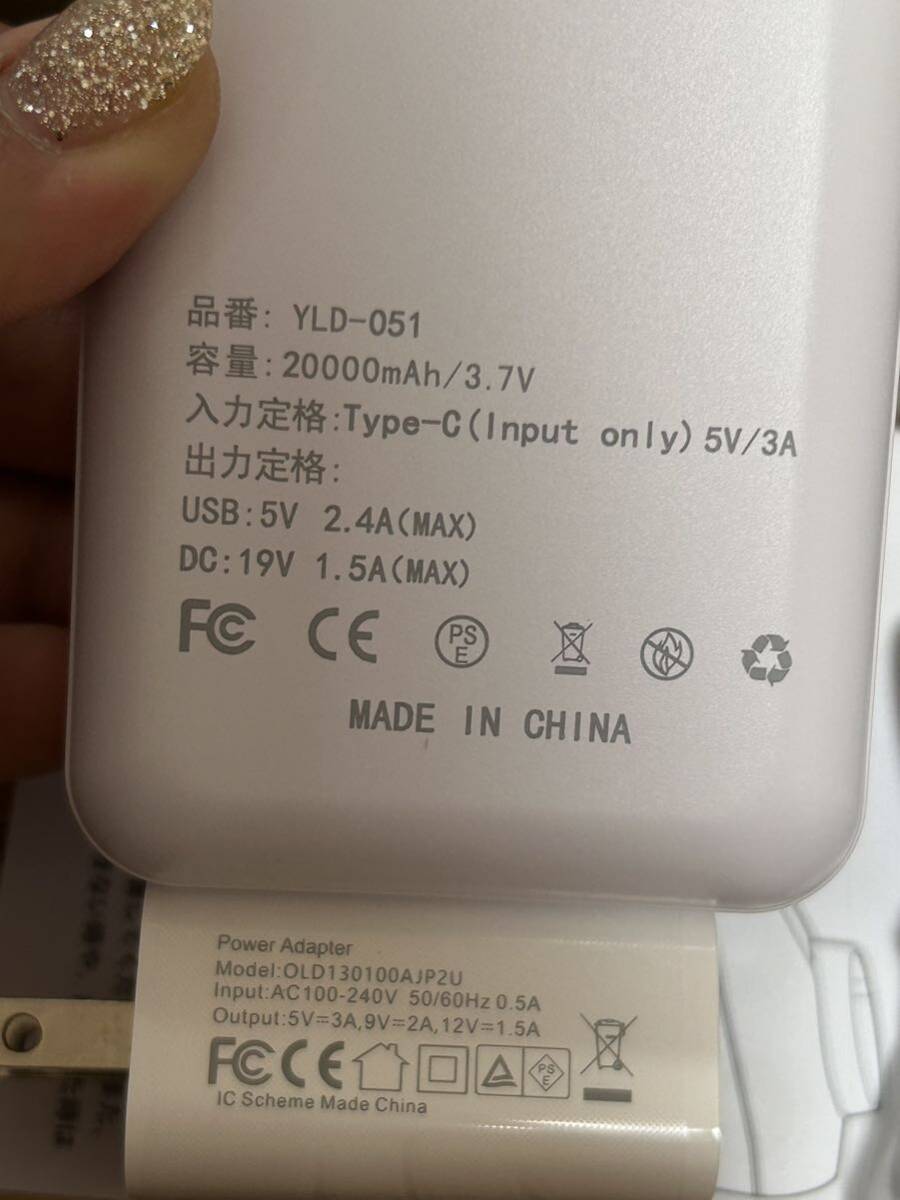 品番: YLD-051
容量:20000mAh/3.7V
入力定格:Type-C(Input only)5V/3A
出力定格:
USB:5V 2.4A(MAX)
DC:19V 1.5A(MAX)
FC CE PSE
MADE IN CHINA
Power Adapter
Model:OLD130100AJP2U
Input:AC100-240V 50/60Hz 0.5A
Output:5V=3A,9V=2A,12V=1.5A
FC CE PSE
IC Scheme Made China